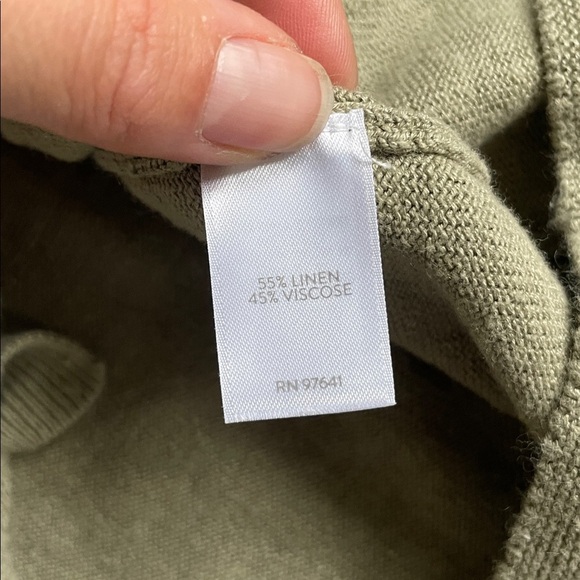 55% LINEN
45% VISCOSE
RN 97641